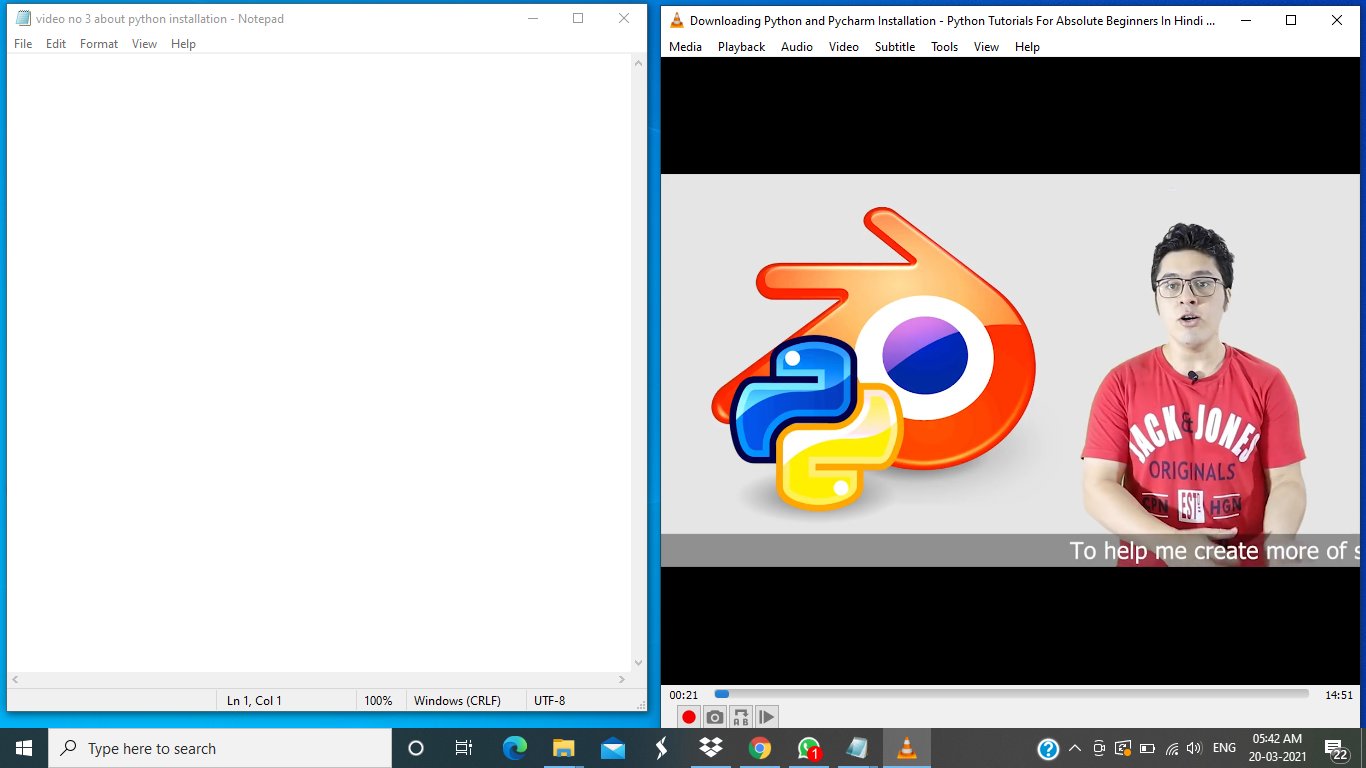 video no 3 about python installation - Notepad
File Edit Format View Help
Ln 1, Col 1 100% Windows (CRLF) UTF-8
Downloading Python and Pycharm Installation - Python Tutorials For Absolute Beginners In Hindi ...
Media Playback Audio Video Subtitle Tools View Help
JACK & JONES
ORIGINALS
CPN EST HGN
To help me create more of s
00:21 14:51
A B
Type here to search
1
ENG
05:42 AM
20-03-2021
22